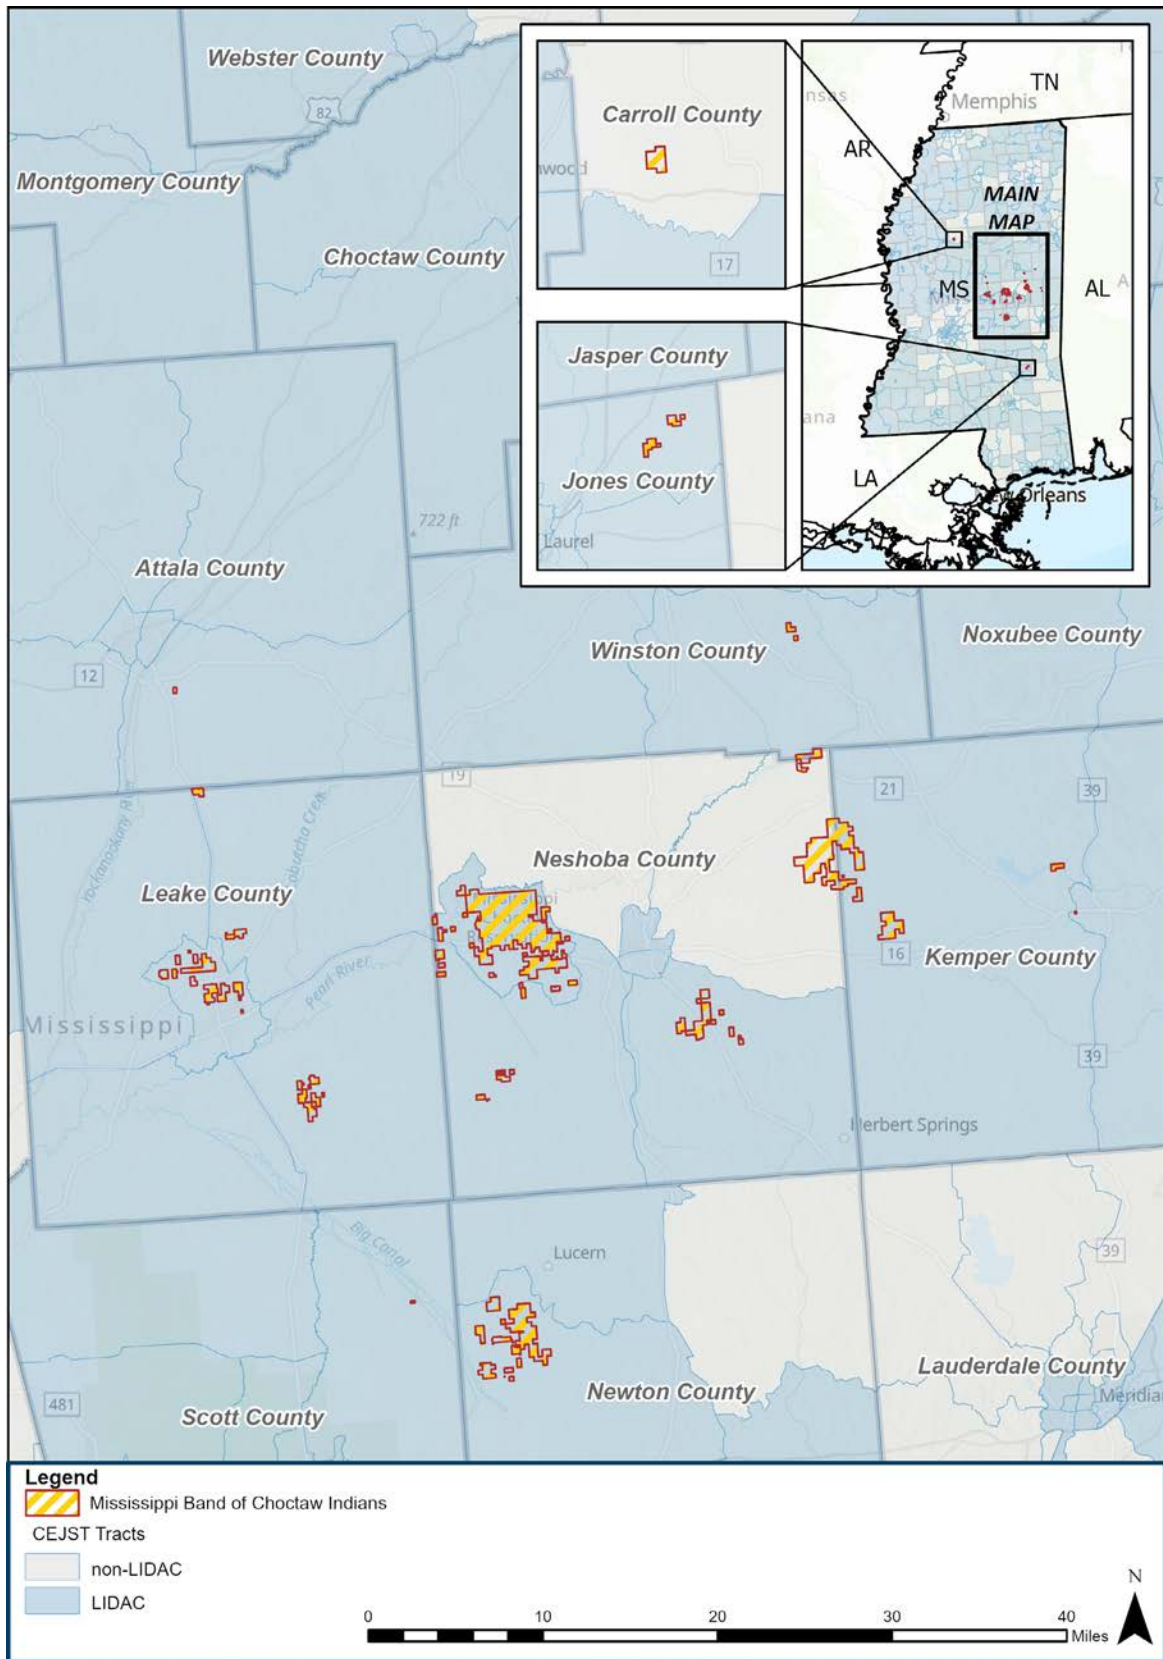 Webster County
82
Montgomery County
Choctaw County
Carroll County
17
Jasper County
Jones County
Laurel
TN
Memphis
AR
MAIN
MAP
MS
AL
LA
New Orleans
722 ft
Attala County
12
Winston County
Noxubee County
19
21
39
Yockanookany River
Neshoba County
Leake County
Pearl River
16
Kemper County
Mississippi
39
Herbert Springs
Big Canal
Lucern
39
Lauderdale County
Newton County
481
Scott County
Legend
Mississippi Band of Choctaw Indians
CEJST Tracts
non-LIDAC
LIDAC
N
0 10 20 30 40
Miles